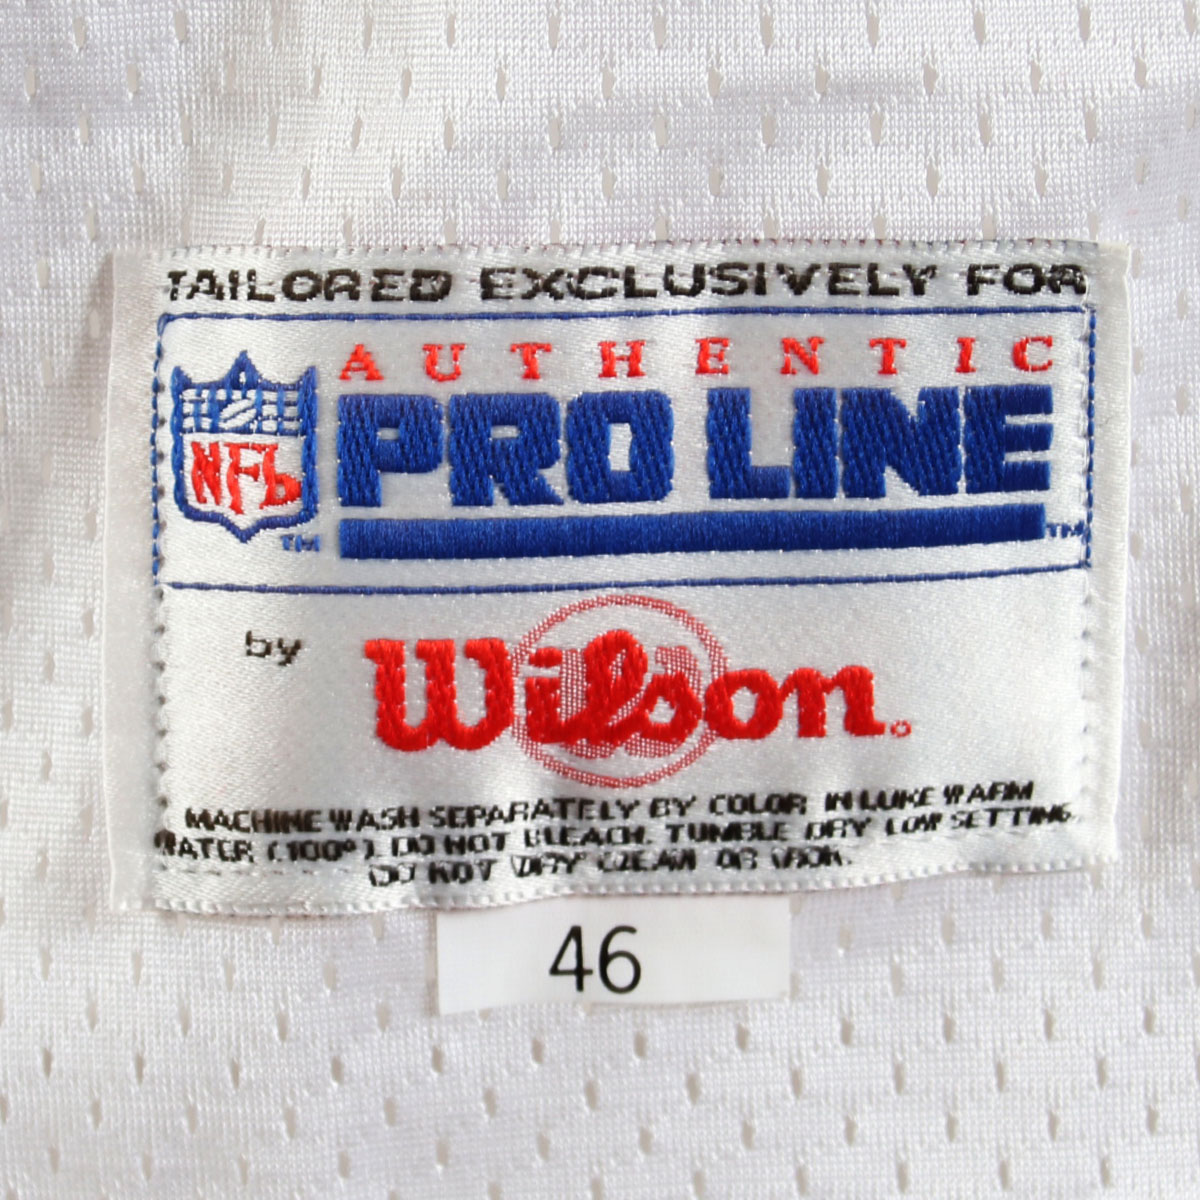 TAILORED EXCLUSIVELY FOR
AUTHENTIC
NFL PRO LINE
TM TM
by Wilson
MACHINE WASH SEPARATELY BY COLOR IN LUKE WARM
WATER (100°). DO NOT BLEACH. TUMBLE DRY LOW SETTING.
DO NOT DRY CLEAN OR IRON.
46